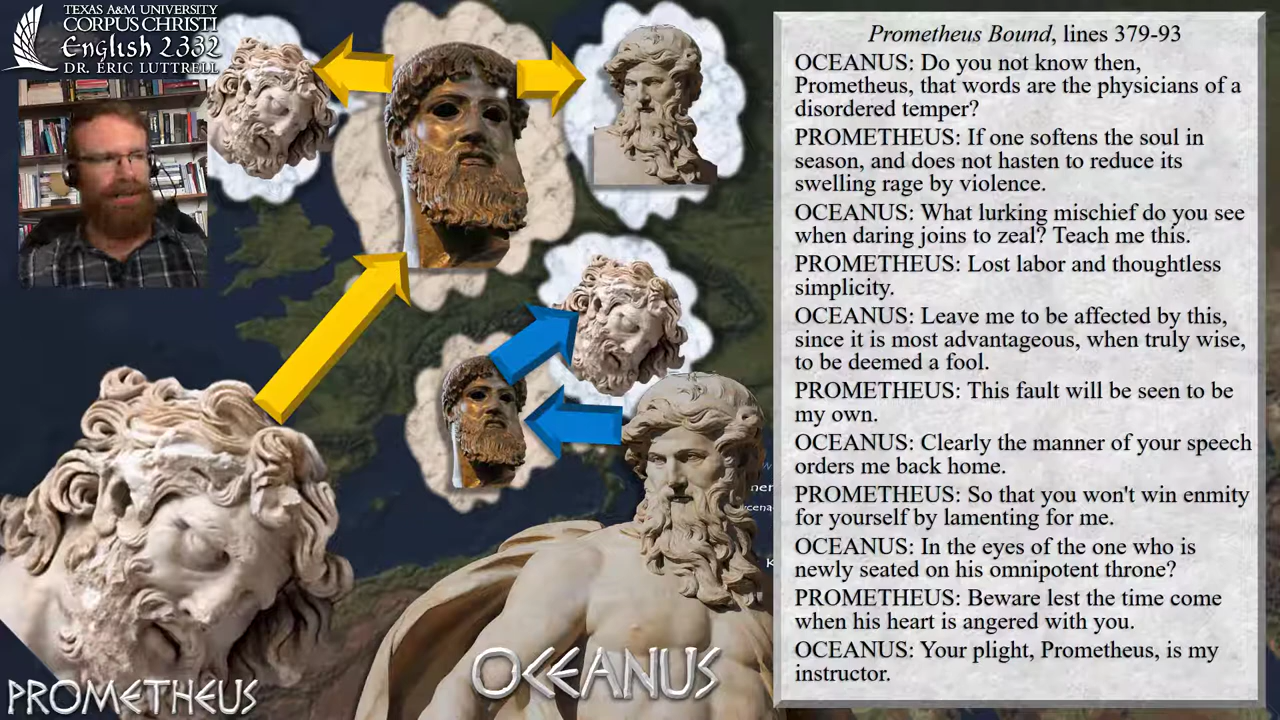 TEXAS A&M UNIVERSITY
CORPUS CHRISTI
English 2332
DR. ERIC LUTTRELL
Prometheus Bound, lines 379-93
OCEANUS: Do you not know then,
Prometheus, that words are the physicians of a
disordered temper?
PROMETHEUS: If one softens the soul in
season, and does not hasten to reduce its
swelling rage by violence.
OCEANUS: What lurking mischief do you see
when daring joins to zeal? Teach me this.
PROMETHEUS: Lost labor and thoughtless
simplicity.
OCEANUS: Leave me to be affected by this,
since it is most advantageous, when truly wise,
to be deemed a fool.
PROMETHEUS: This fault will be seen to be
my own.
OCEANUS: Clearly the manner of your speech
orders me back home.
PROMETHEUS: So that you won't win enmity
for yourself by lamenting for me.
OCEANUS: In the eyes of the one who is
newly seated on his omnipotent throne?
PROMETHEUS: Beware lest the time come
when his heart is angered with you.
OCEANUS: Your plight, Prometheus, is my
instructor.
PROMETHEUS
OCEANUS